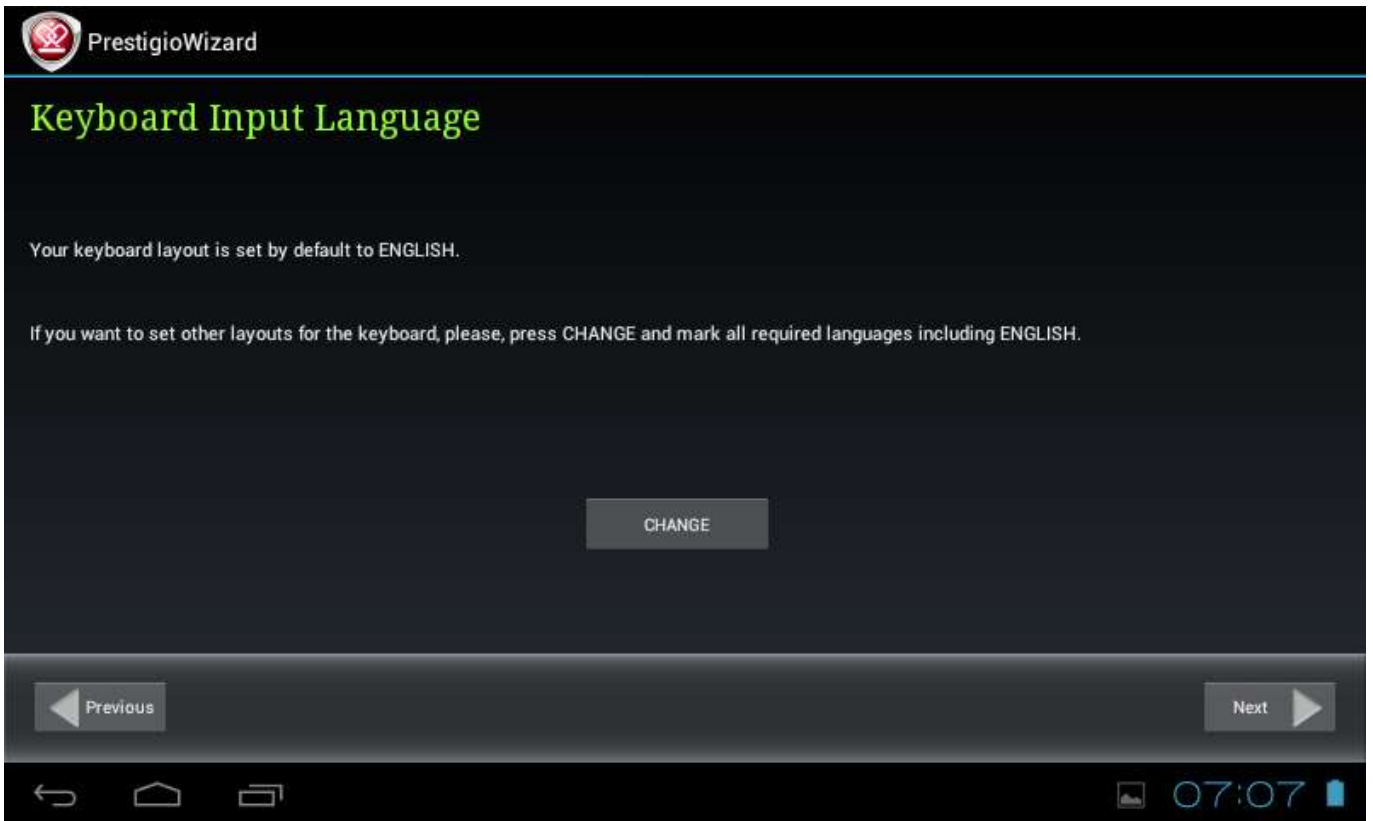 PrestigioWizard
Keyboard Input Language
Your keyboard layout is set by default to ENGLISH.
If you want to set other layouts for the keyboard, please, press CHANGE and mark all required languages including ENGLISH.
CHANGE
Previous
Next
07:07